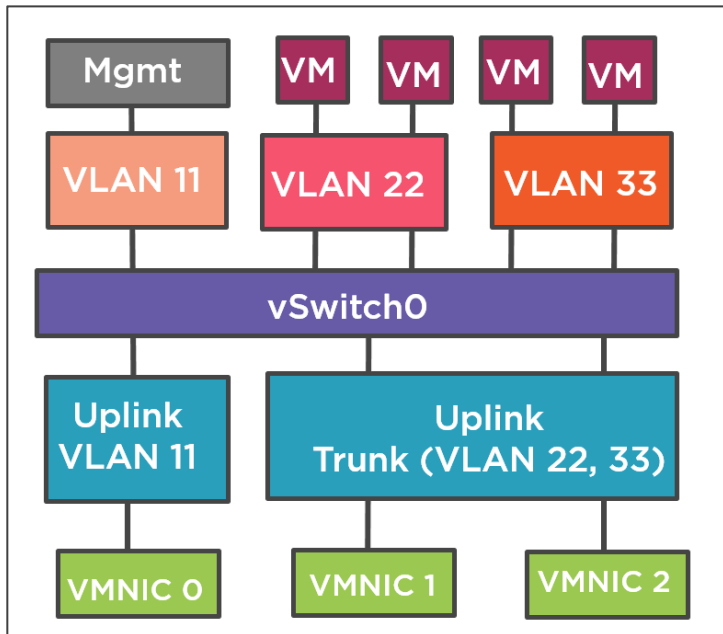 Mgmt
VM
VM
VM
VM
VLAN 11
VLAN 22
VLAN 33
vSwitch0
Uplink
VLAN 11
Uplink
Trunk (VLAN 22, 33)
VMNIC 0
VMNIC 1
VMNIC 2